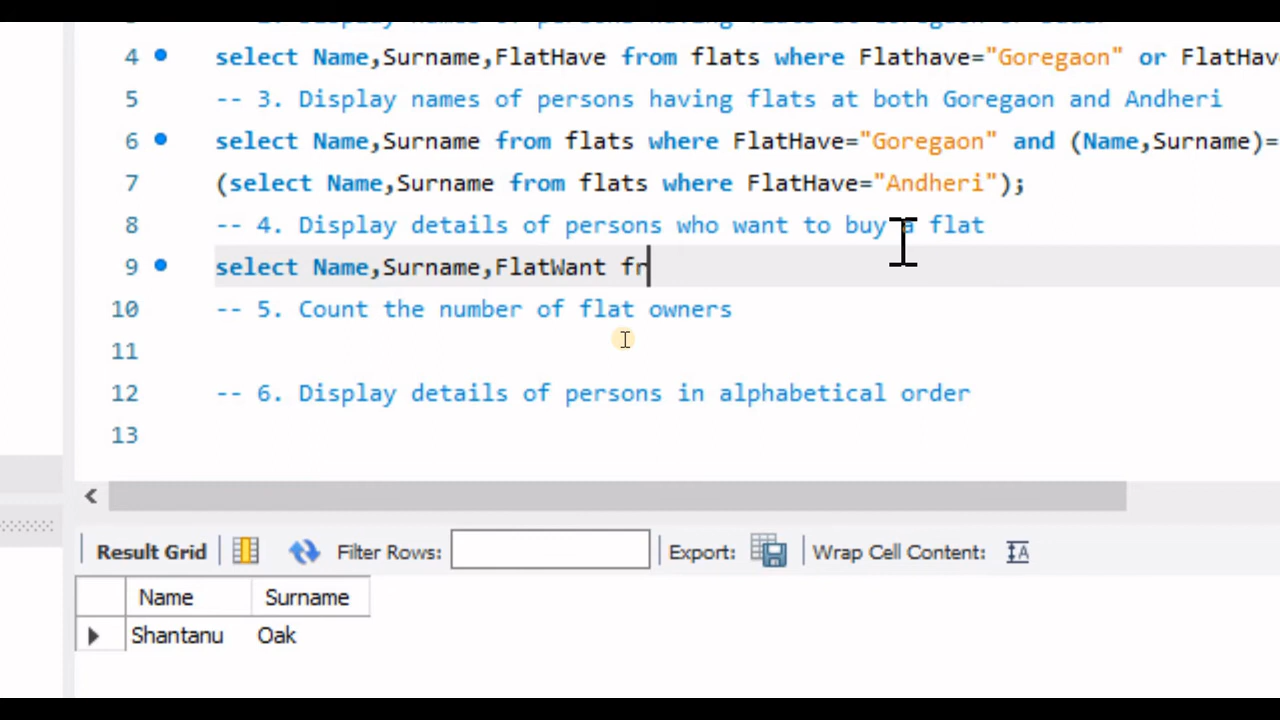 4 select Name,Surname,FlatHave from flats where Flathave="Goregaon" or FlatHav
5 -- 3. Display names of persons having flats at both Goregaon and Andheri
6 select Name,Surname from flats where FlatHave="Goregaon" and (Name,Surname)=
7 (select Name,Surname from flats where FlatHave="Andheri");
8 -- 4. Display details of persons who want to buy a flat
9 select Name,Surname,FlatWant fr
10 -- 5. Count the number of flat owners
11
12 -- 6. Display details of persons in alphabetical order
13
Result Grid Filter Rows: Export: Wrap Cell Content: IA
Name Surname
Shantanu Oak